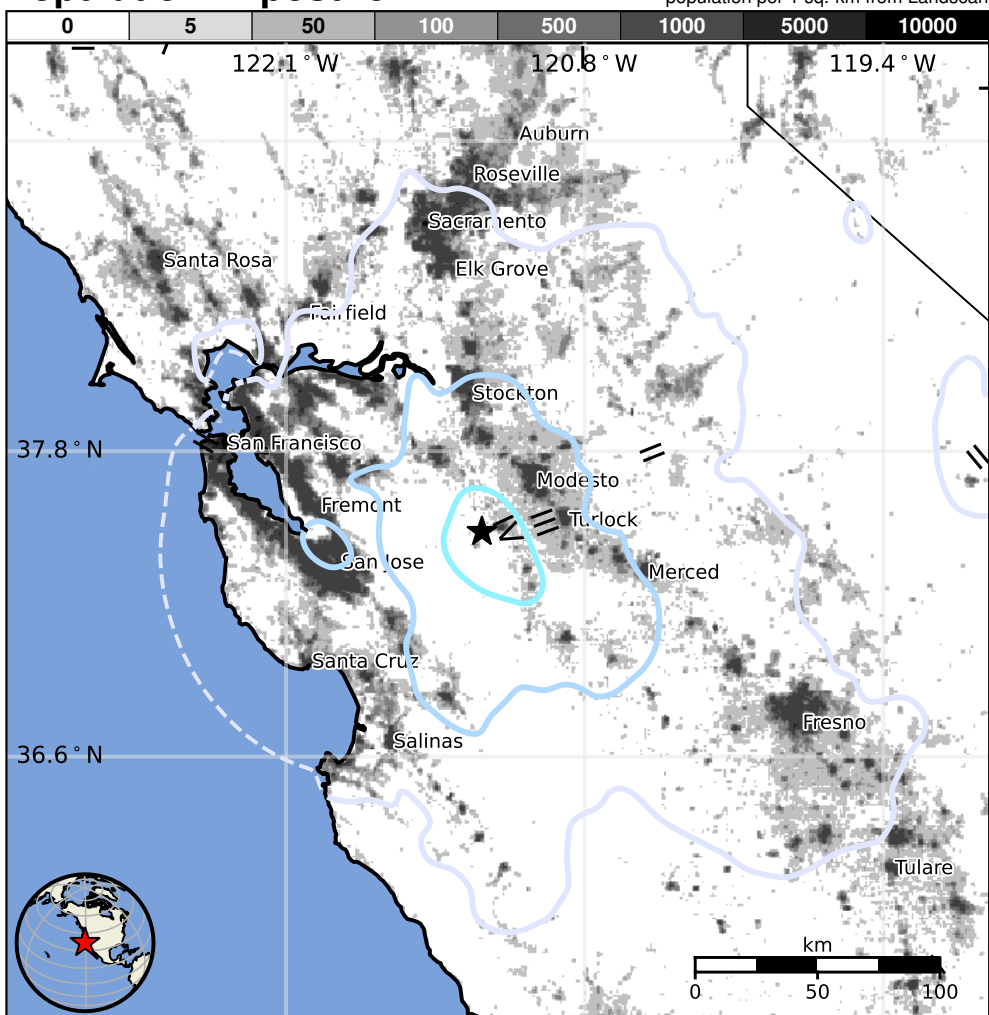 population per 1 sq. km from Landscan
0 5 50 100 500 1000 5000 10000
122.1°W 120.8°W 119.4°W
Auburn
Roseville
Sacramento
Santa Rosa
Elk Grove
Fairfield
Stockton
San Francisco
37.8°N
Modesto
Fremont
Turlock
San Jose
Merced
Santa Cruz
Fresno
Salinas
36.6°N
Tulare
km
0 50 100